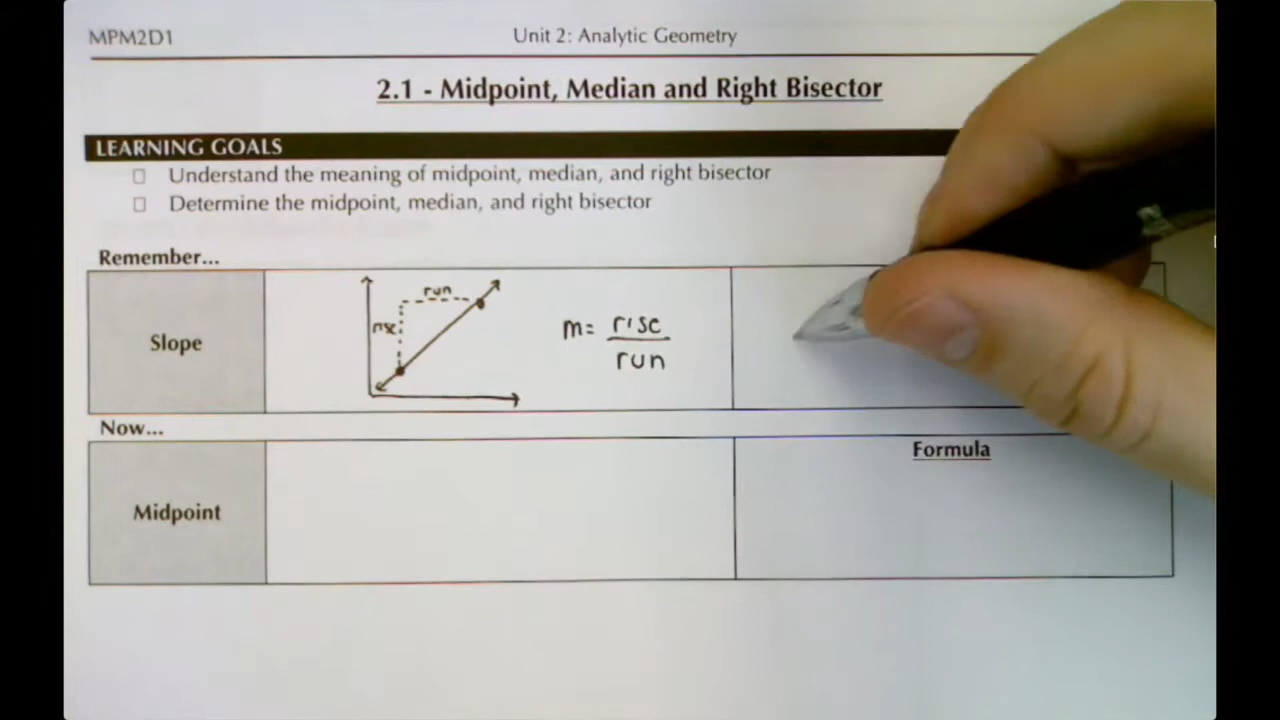 MPM2D1
Unit 2: Analytic Geometry
2.1 - Midpoint, Median and Right Bisector
LEARNING GOALS
Understand the meaning of midpoint, median, and right bisector
Determine the midpoint, median, and right bisector
Remember...
Slope
run
m= rise
run
Now...
Midpoint
Formula